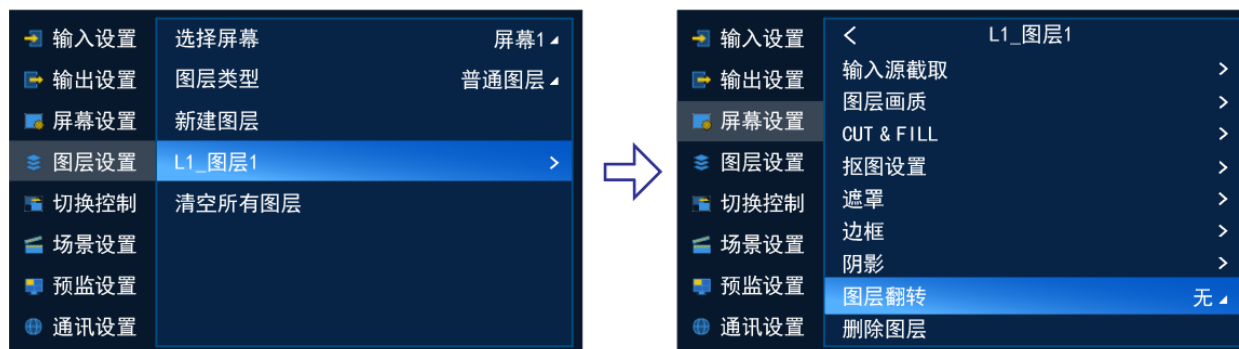 输入设置
输出设置
屏幕设置
图层设置
切换控制
场景设置
预监设置
通讯设置
选择屏幕 屏幕1
图层类型 普通图层
新建图层
L1_图层1 >
清空所有图层
输入设置
输出设置
屏幕设置
图层设置
切换控制
场景设置
预监设置
通讯设置
< L1_图层1
输入源截取 >
图层画质 >
CUT & FILL >
抠图设置 >
遮罩 >
边框 >
阴影 >
图层翻转 无
删除图层